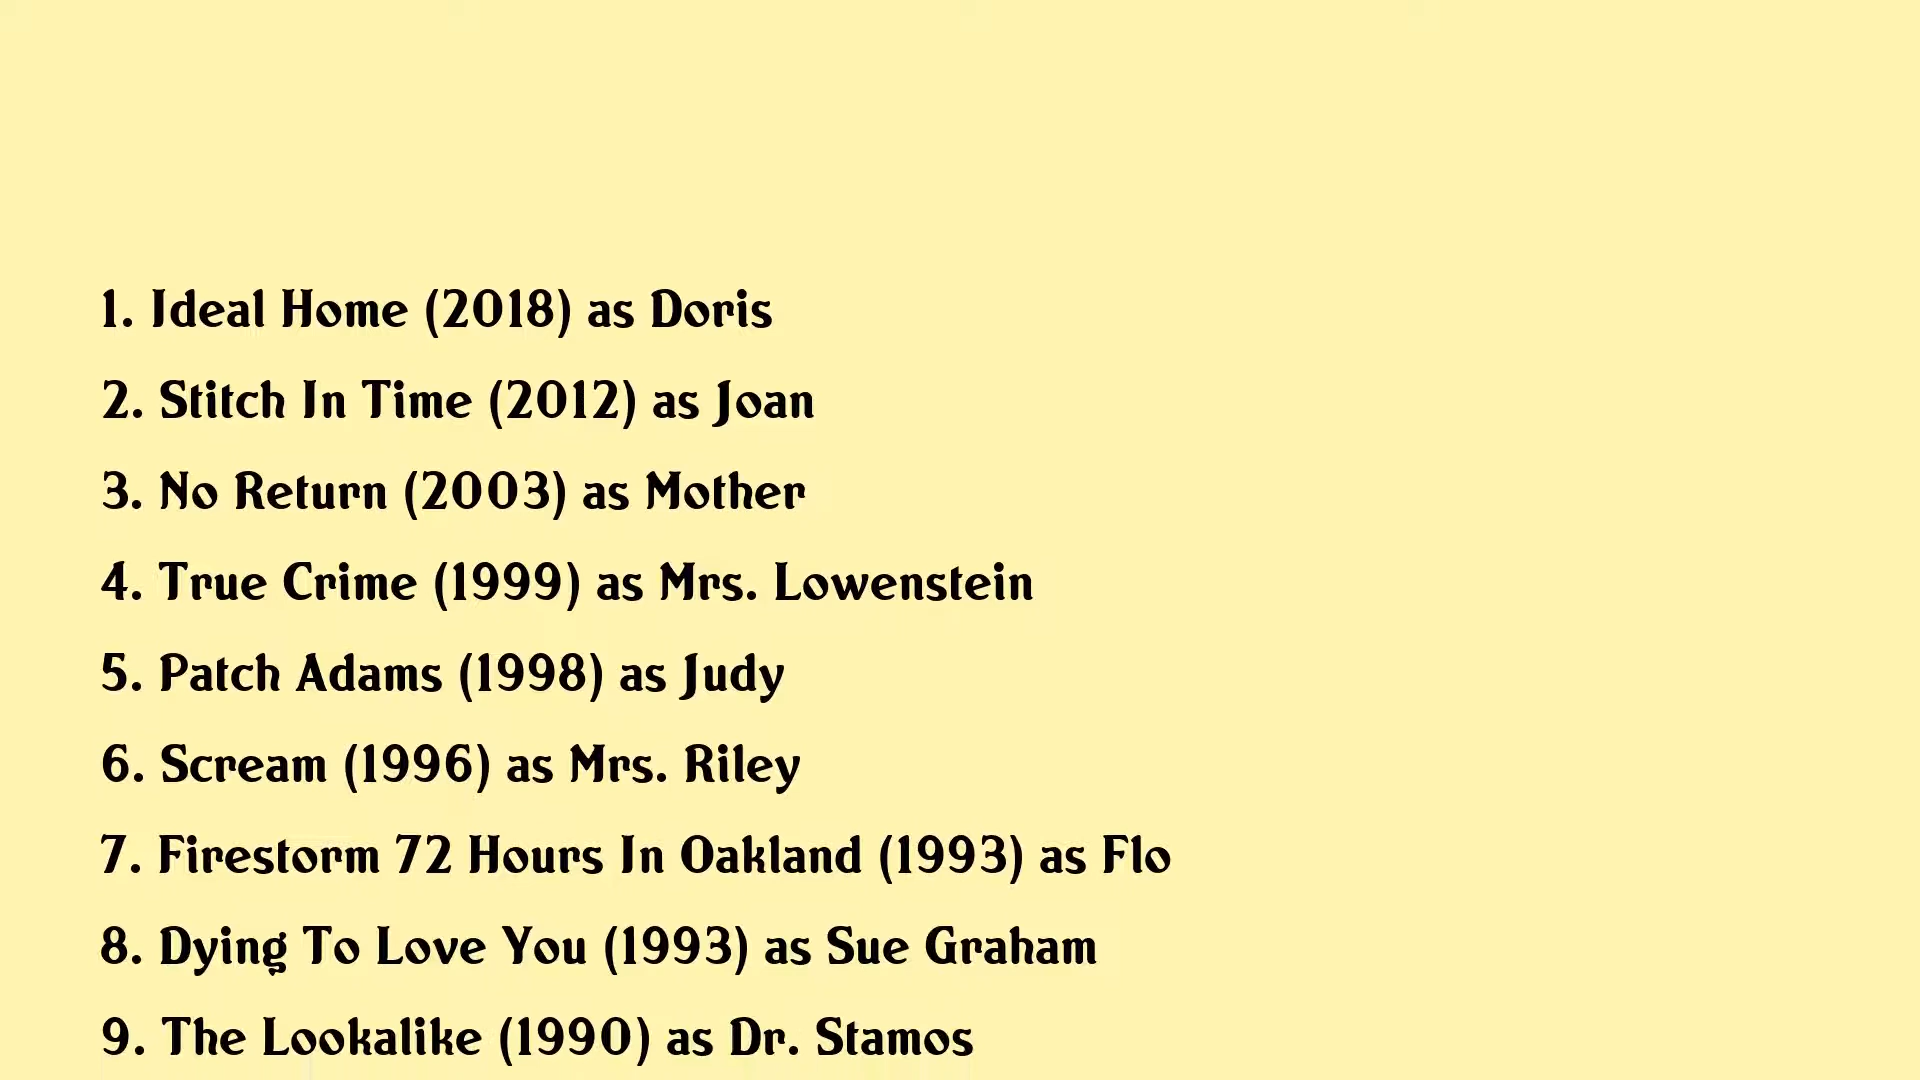 1. Ideal Home (2018) as Doris
2. Stitch In Time (2012) as Joan
3. No Return (2003) as Mother
4. True Crime (1999) as Mrs. Lowenstein
5. Patch Adams (1998) as Judy
6. Scream (1996) as Mrs. Riley
7. Firestorm 72 Hours In Oakland (1993) as Flo
8. Dying To Love You (1993) as Sue Graham
9. The Lookalike (1990) as Dr. Stamos